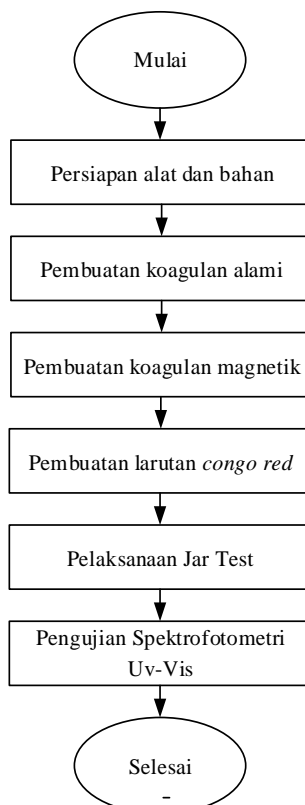 Mulai
Persiapan alat dan bahan
Pembuatan koagulan alami
Pembuatan koagulan magnetik
Pembuatan larutan congo red
Pelaksanaan Jar Test
Pengujian Spektrofotometri
Uv-Vis
Selesai
-